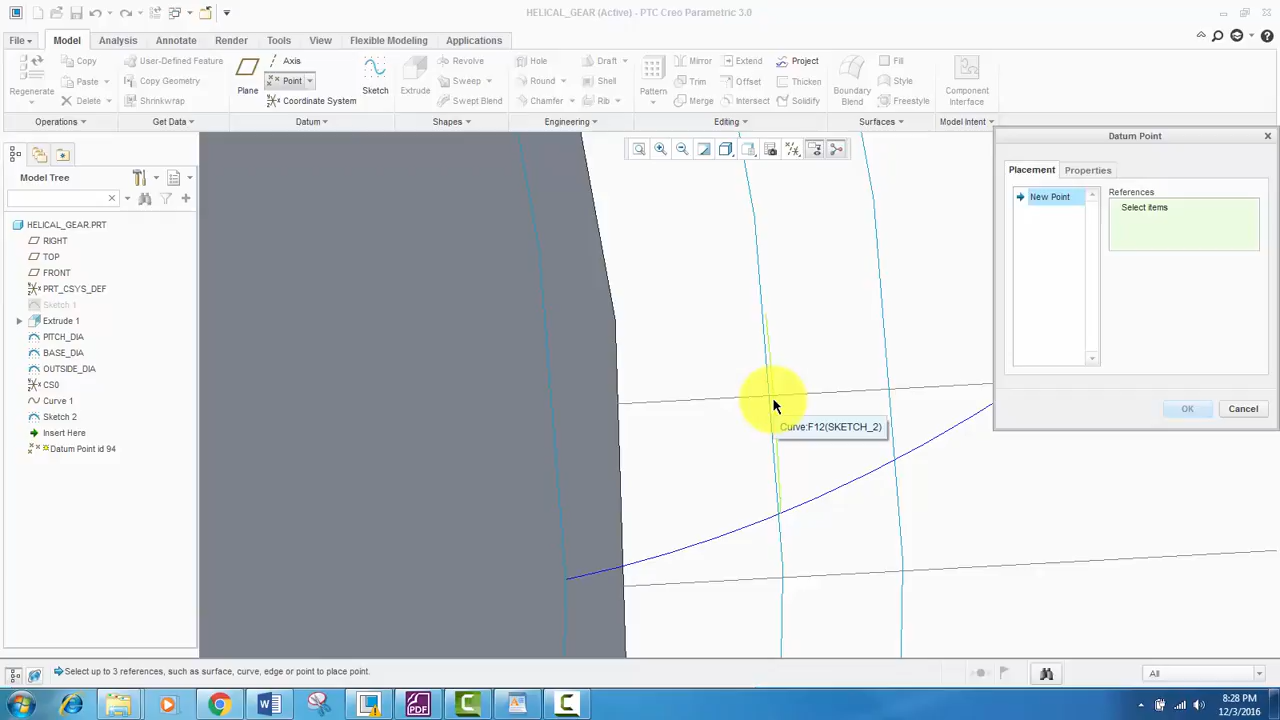 HELICAL_GEAR (Active) - PTC Creo Parametric 3.0
File Model Analysis Annotate Render Tools View Flexible Modeling Applications
Regenerate Copy Paste Delete User-Defined Feature Copy Geometry Shrinkwrap Plane Axis Point Coordinate System Sketch Extrude Revolve Sweep Swept Blend Hole Round Chamfer Draft Shell Rib Pattern Mirror Trim Merge Extend Offset Intersect Project Thicken Solidify Boundary Blend Fill Style Freestyle Component Interface
Operations Get Data Datum Shapes Engineering Editing Surfaces Model Intent
Datum Point
Placement Properties
New Point
References
Select items
OK Cancel
Model Tree
HELICAL_GEAR.PRT
RIGHT
TOP
FRONT
PRT_CSYS_DEF
Sketch 1
Extrude 1
PITCH_DIA
BASE_DIA
OUTSIDE_DIA
CS0
Curve 1
Sketch 2
Insert Here
Datum Point id 94
Curve:F12(SKETCH_2)
Select up to 3 references, such as surface, curve, edge or point to place point.
All
8:28 PM
12/3/2016